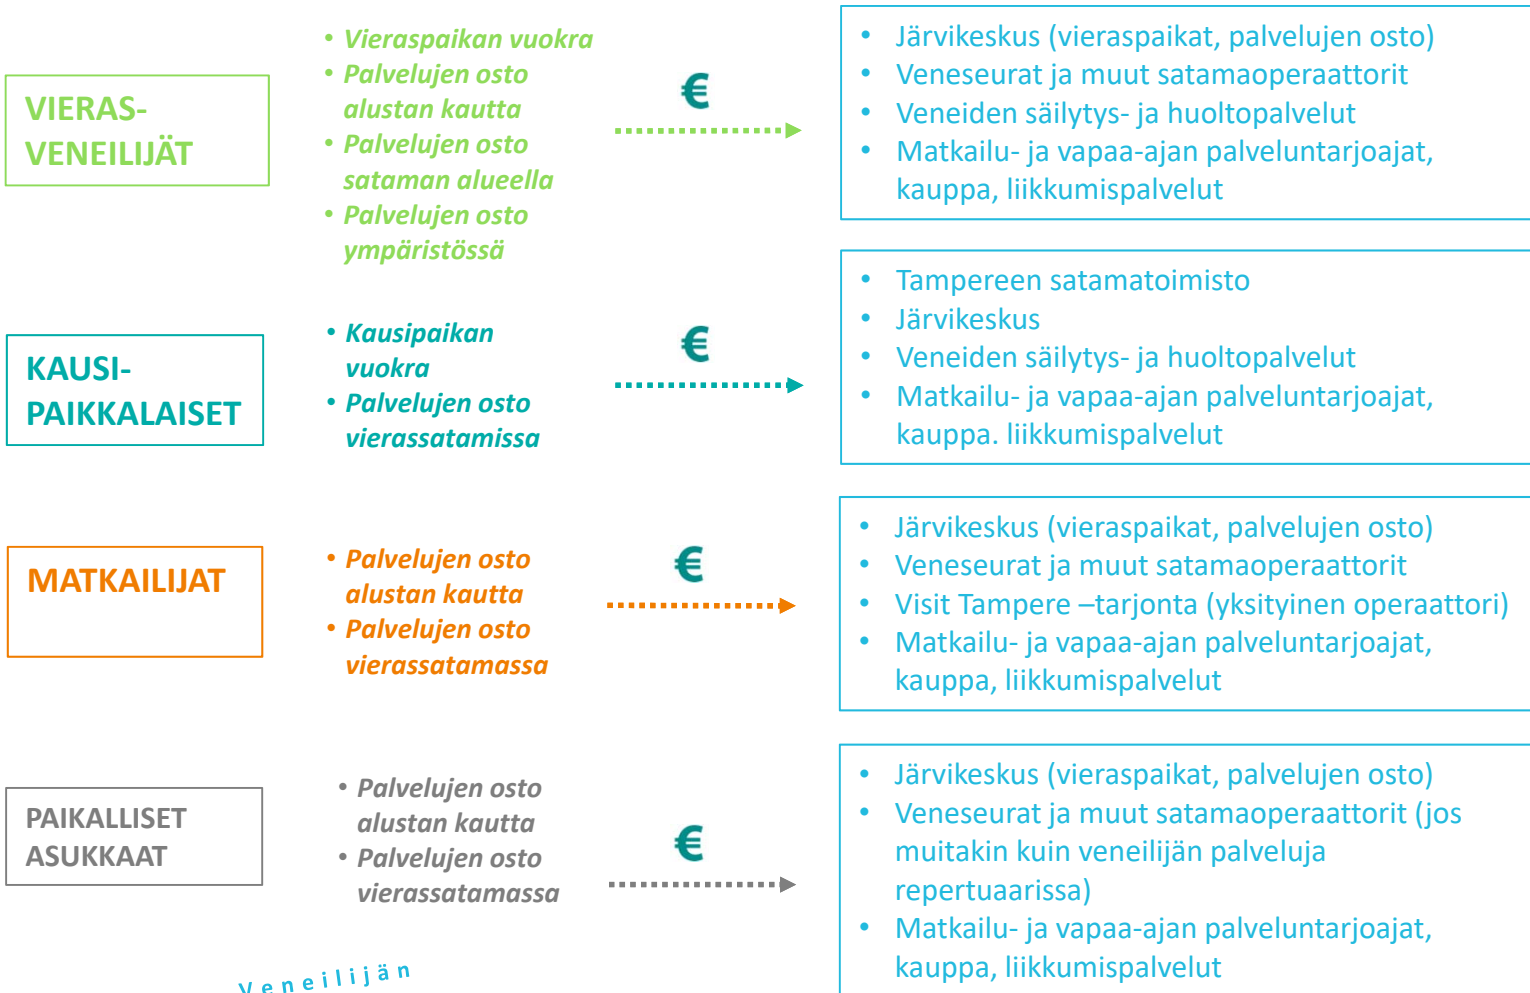 VIERAS-
VENEILIJÄT
• Vieraspaikan vuokra
• Palvelujen osto
alustan kautta
• Palvelujen osto
sataman alueella
• Palvelujen osto
ympäristössä
€
• Järvikeskus (vieraspaikat, palvelujen osto)
• Veneseurat ja muut satamaoperaattorit
• Veneiden säilytys- ja huoltopalvelut
• Matkailu- ja vapaa-ajan palveluntarjoajat,
kauppa, liikkumispalvelut
KAUSI-
PAIKKALAISET
• Kausipaikan
vuokra
• Palvelujen osto
vierassatamissa
€
• Tampereen satamatoimisto
• Järvikeskus
• Veneiden säilytys- ja huoltopalvelut
• Matkailu- ja vapaa-ajan palveluntarjoajat,
kauppa. liikkumispalvelut
MATKAILIJAT
• Palvelujen osto
alustan kautta
• Palvelujen osto
vierassatamassa
€
• Järvikeskus (vieraspaikat, palvelujen osto)
• Veneseurat ja muut satamaoperaattorit
• Visit Tampere –tarjonta (yksityinen operaattori)
• Matkailu- ja vapaa-ajan palveluntarjoajat,
kauppa, liikkumispalvelut
PAIKALLISET
ASUKKAAT
• Palvelujen osto
alustan kautta
• Palvelujen osto
vierassatamassa
€
• Järvikeskus (vieraspaikat, palvelujen osto)
• Veneseurat ja muut satamaoperaattorit (jos
muitakin kuin veneilijän palveluja
repertuaarissa)
• Matkailu- ja vapaa-ajan palveluntarjoajat,
kauppa, liikkumispalvelut
Veneilijän